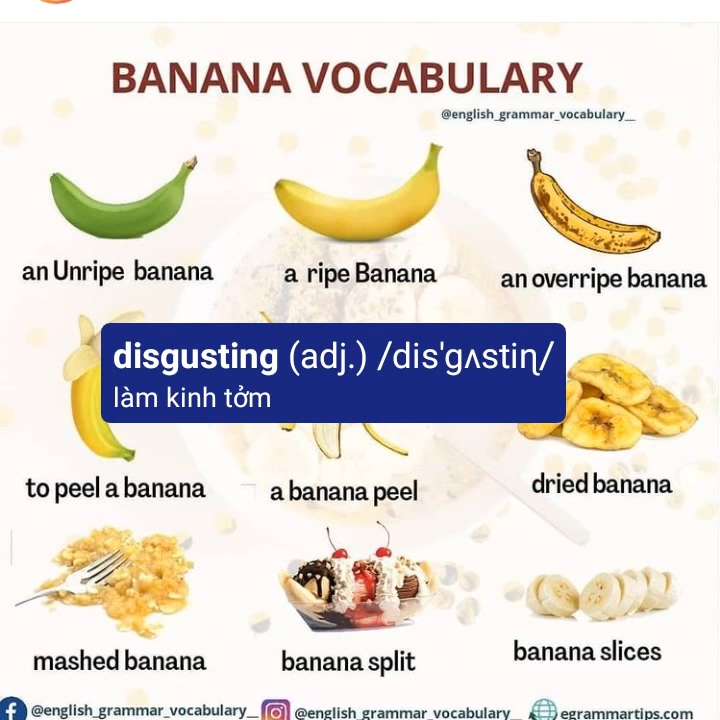 BANANA VOCABULARY
@english_grammar_vocabulary__
an Unripe banana
a ripe Banana
an overripe banana
disgusting (adj.) /dis'gʌstiɳ/
làm kinh tởm
to peel a banana
a banana peel
dried banana
mashed banana
banana split
banana slices
@english_grammar_vocabulary__
@english_grammar_vocabulary__
egrammartips.com